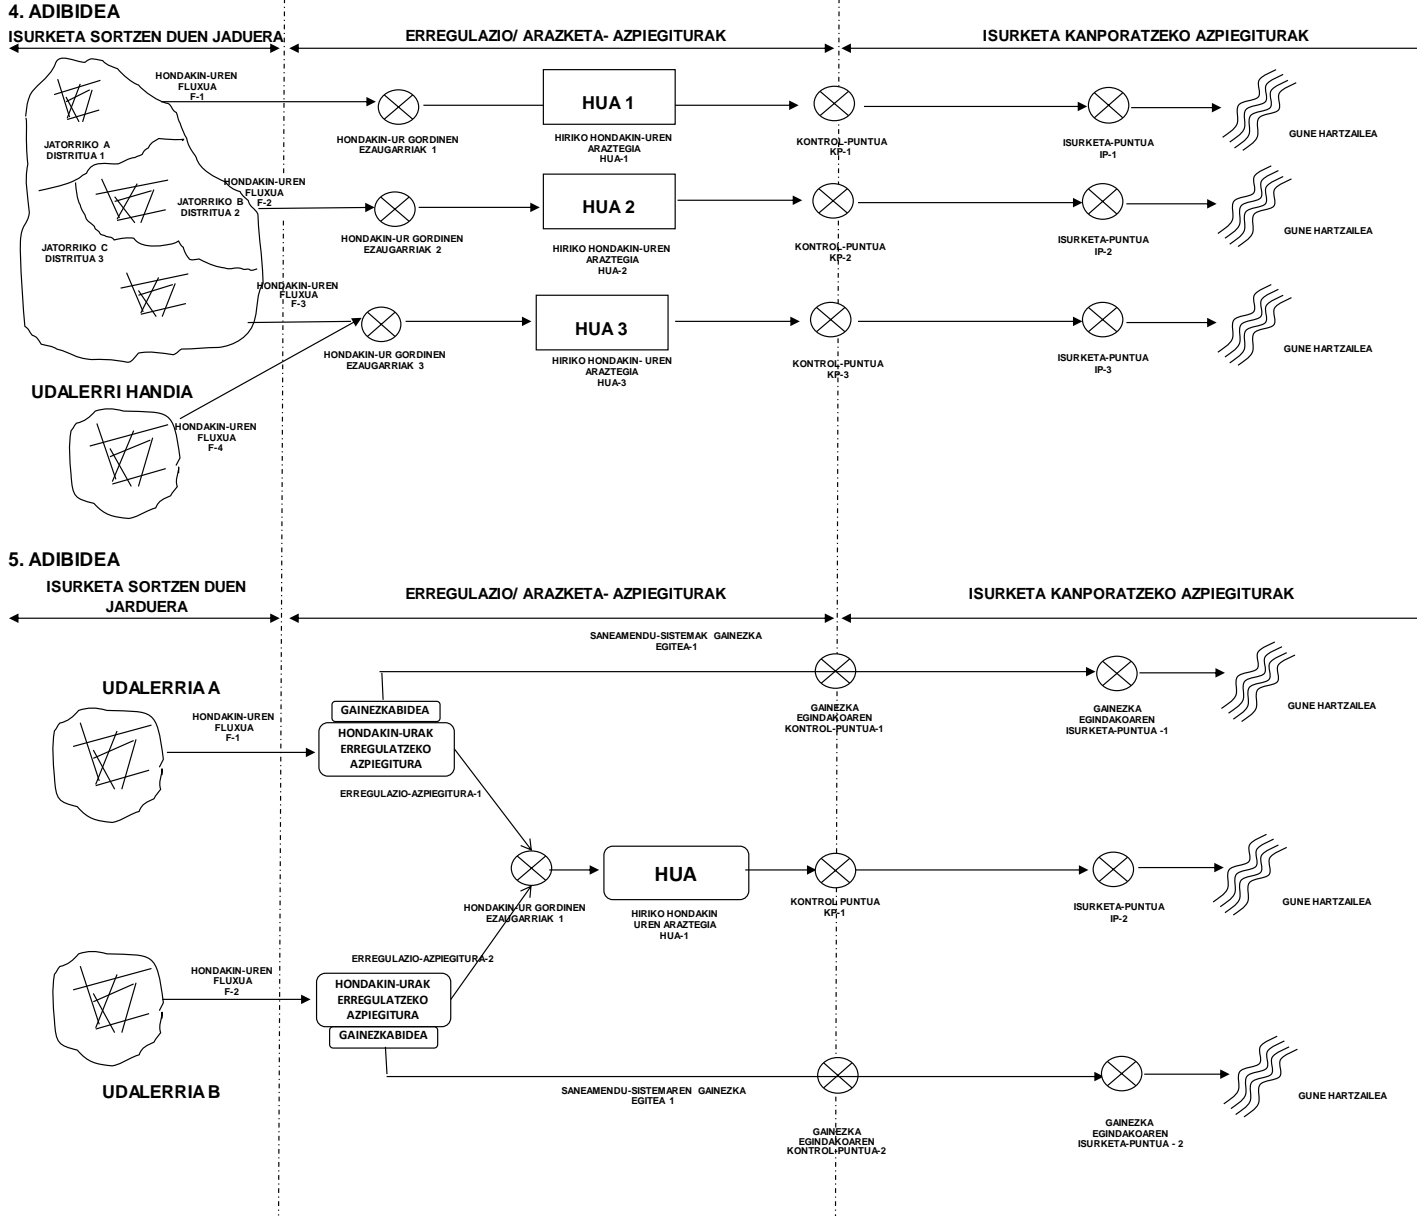 4. ADIBIDEA
ISURKETA SORTZEN DUEN JADUERA
ERREGULAZIO/ ARAZKETA- AZPIEGITURAK
ISURKETA KANPORATZEKO AZPIEGITURAK
HONDAKIN-UREN
FLUXUA
F-1
JATORRIKO A
DISTRITUA 1
HONDAKIN-UR GORDINEN
EZAUGARRIAK 1
HUA 1
HIRIKO HONDAKIN-UREN
ARAZTEGIA
HUA-1
KONTROL-PUNTUA
KP-1
ISURKETA-PUNTUA
IP-1
GUNE HARTZAILEA
HONDAKIN-UREN
FLUXUA
F-2
JATORRIKO B
DISTRITUA 2
HONDAKIN-UR GORDINEN
EZAUGARRIAK 2
HUA 2
HIRIKO HONDAKIN-UREN
ARAZTEGIA
HUA-2
KONTROL-PUNTUA
KP-2
ISURKETA-PUNTUA
IP-2
GUNE HARTZAILEA
JATORRIKO C
DISTRITUA 3
HONDAKIN-UREN
FLUXUA
F-3
HONDAKIN-UR GORDINEN
EZAUGARRIAK 3
HUA 3
HIRIKO HONDAKIN- UREN
ARAZTEGIA
HUA-3
KONTROL-PUNTUA
KP-3
ISURKETA-PUNTUA
IP-3
GUNE HARTZAILEA
UDALERRI HANDIA
HONDAKIN-UREN
FLUXUA
F-4
5. ADIBIDEA
ISURKETA SORTZEN DUEN
JARDUERA
ERREGULAZIO/ ARAZKETA- AZPIEGITURAK
ISURKETA KANPORATZEKO AZPIEGITURAK
SANEAMENDU-SISTEMAK GAINEZKA
EGITEA-1
UDALERRIA A
HONDAKIN-UREN
FLUXUA
F-1
GAINEZKABIDEA
HONDAKIN-URAK
ERREGULATZEKO
AZPIEGITURA
ERREGULAZIO-AZPIEGITURA-1
GAINEZKA
EGINDAKOAREN
KONTROL-PUNTUA-1
GAINEZKA
EGINDAKOAREN
ISURKETA-PUNTUA -1
GUNE HARTZAILEA
HONDAKIN-UR GORDINEN
EZAUGARRIAK 1
HUA
HIRIKO HONDAKIN
UREN ARAZTEGIA
HUA-1
KONTROL PUNTUA
KP-1
ISURKETA-PUNTUA
IP-2
GUNE HARTZAILEA
ERREGULAZIO-AZPIEGITURA-2
HONDAKIN-UREN
FLUXUA
F-2
HONDAKIN-URAK
ERREGULATZEKO
AZPIEGITURA
GAINEZKABIDEA
UDALERRIA B
SANEAMENDU-SISTEMAREN GAINEZKA
EGITEA 1
GAINEZKA
EGINDAKOAREN
KONTROL-PUNTUA-2
GAINEZKA
EGINDAKOAREN
ISURKETA-PUNTUA - 2
GUNE HARTZAILEA